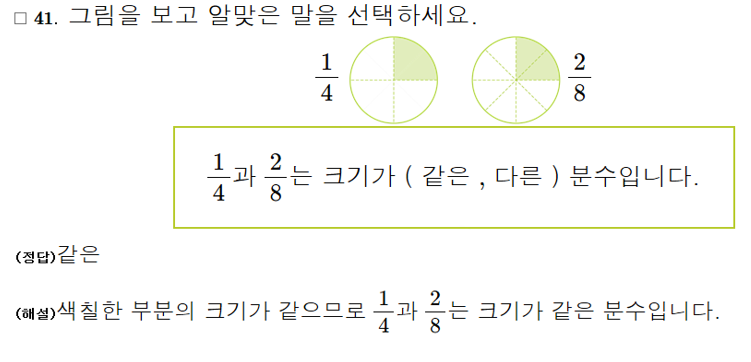 □ 41. 그림을 보고 알맞은 말을 선택하세요.
1/4 2/8
1/4과 2/8는 크기가 ( 같은 , 다른 ) 분수입니다.
(정답)같은
(해설)색칠한 부분의 크기가 같으므로 1/4과 2/8는 크기가 같은 분수입니다.